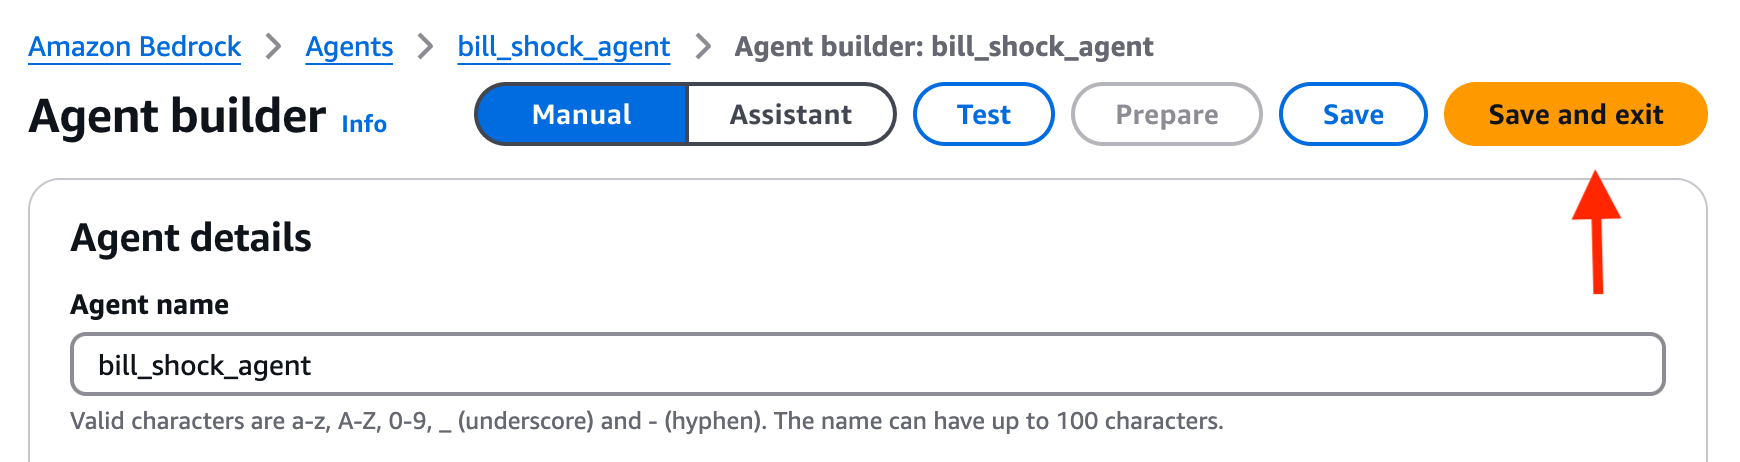 Amazon Bedrock > Agents > bill_shock_agent > Agent builder: bill_shock_agent
Agent builder Info Manual Assistant Test Prepare Save Save and exit
Agent details
Agent name
bill_shock_agent
Valid characters are a-z, A-Z, 0-9, _ (underscore) and - (hyphen). The name can have up to 100 characters.